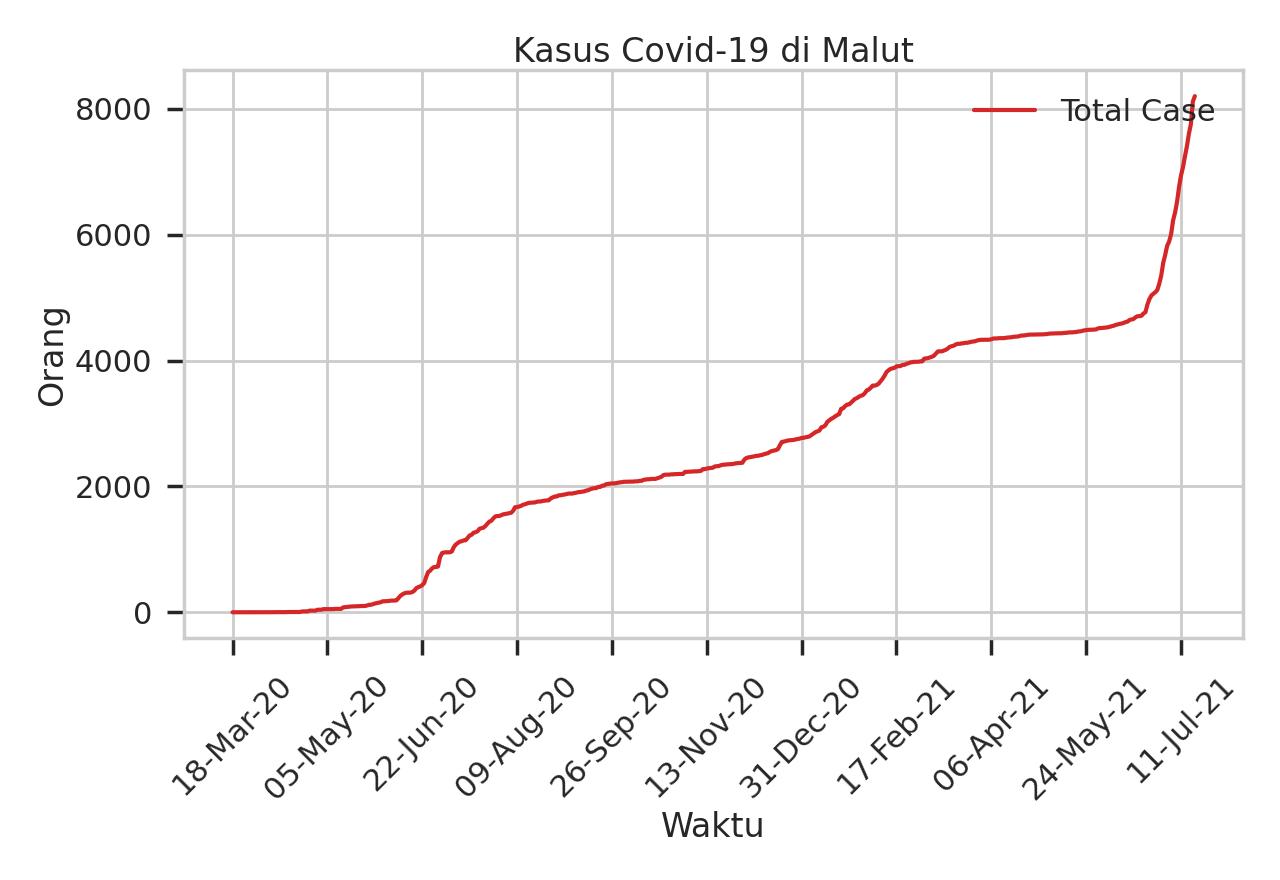 Kasus Covid-19 di Malut
Total Case
8000
6000
4000
2000
0
Orang
18-Mar-20
05-May-20
22-Jun-20
09-Aug-20
26-Sep-20
13-Nov-20
31-Dec-20
17-Feb-21
06-Apr-21
24-May-21
11-Jul-21
Waktu